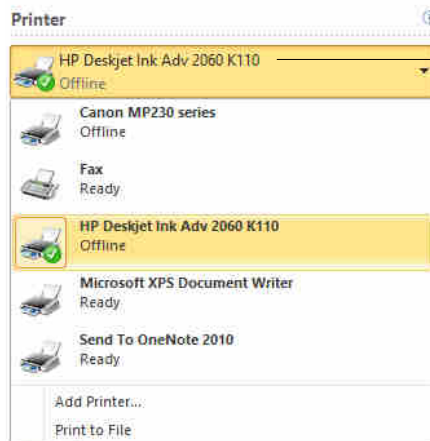 Printer
HP Deskjet Ink Adv 2060 K110
Offline
Canon MP230 series
Offline
Fax
Ready
HP Deskjet Ink Adv 2060 K110
Offline
Microsoft XPS Document Writer
Ready
Send To OneNote 2010
Ready
Add Printer...
Print to File